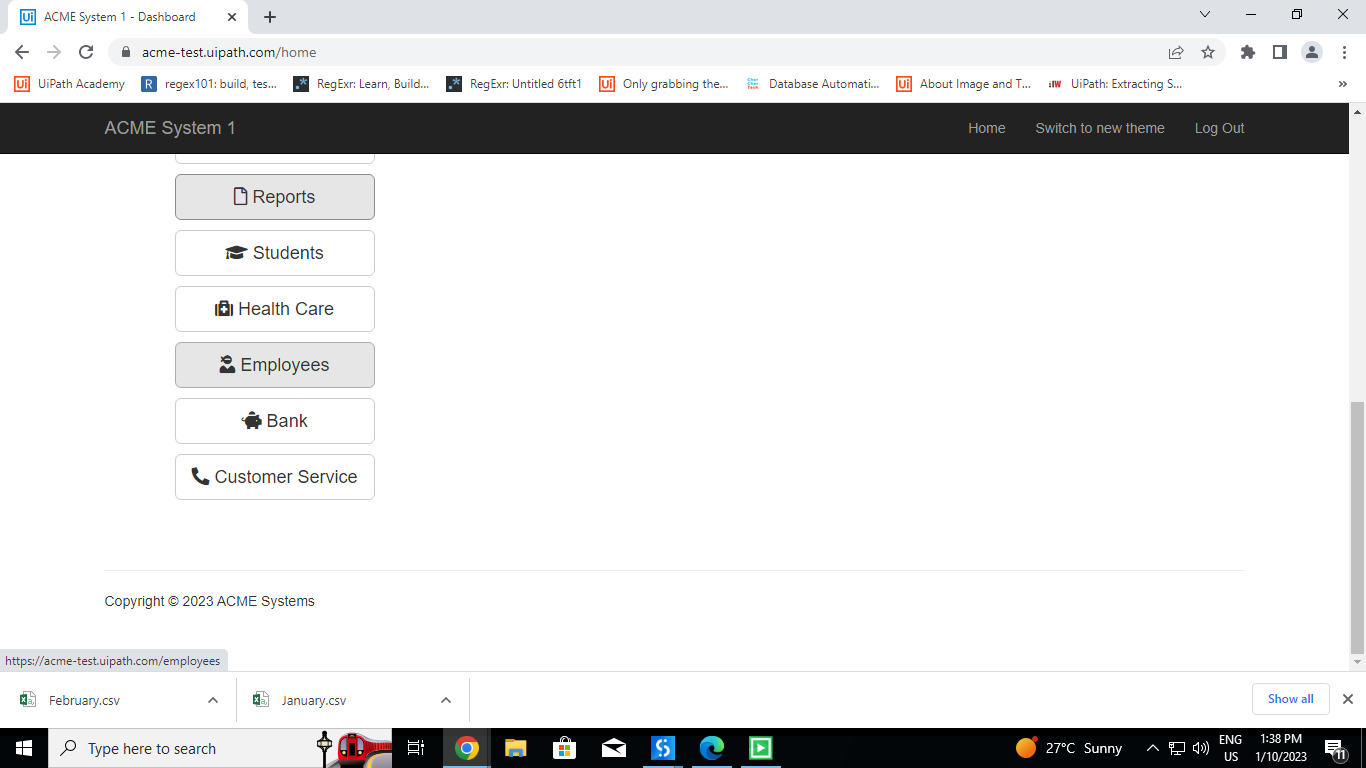 ACME System 1 - Dashboard
acme-test.uipath.com/home
UiPath Academy
regex101: build, tes...
RegExr: Learn, Build...
RegExr: Untitled 6tft1
Only grabbing the...
Database Automati...
About Image and T...
UiPath: Extracting S...
ACME System 1
Home
Switch to new theme
Log Out
Reports
Students
Health Care
Employees
Bank
Customer Service
Copyright © 2023 ACME Systems
https://acme-test.uipath.com/employees
February.csv
January.csv
Show all
Type here to search
27°C Sunny
ENG
US
1:38 PM
1/10/2023
11